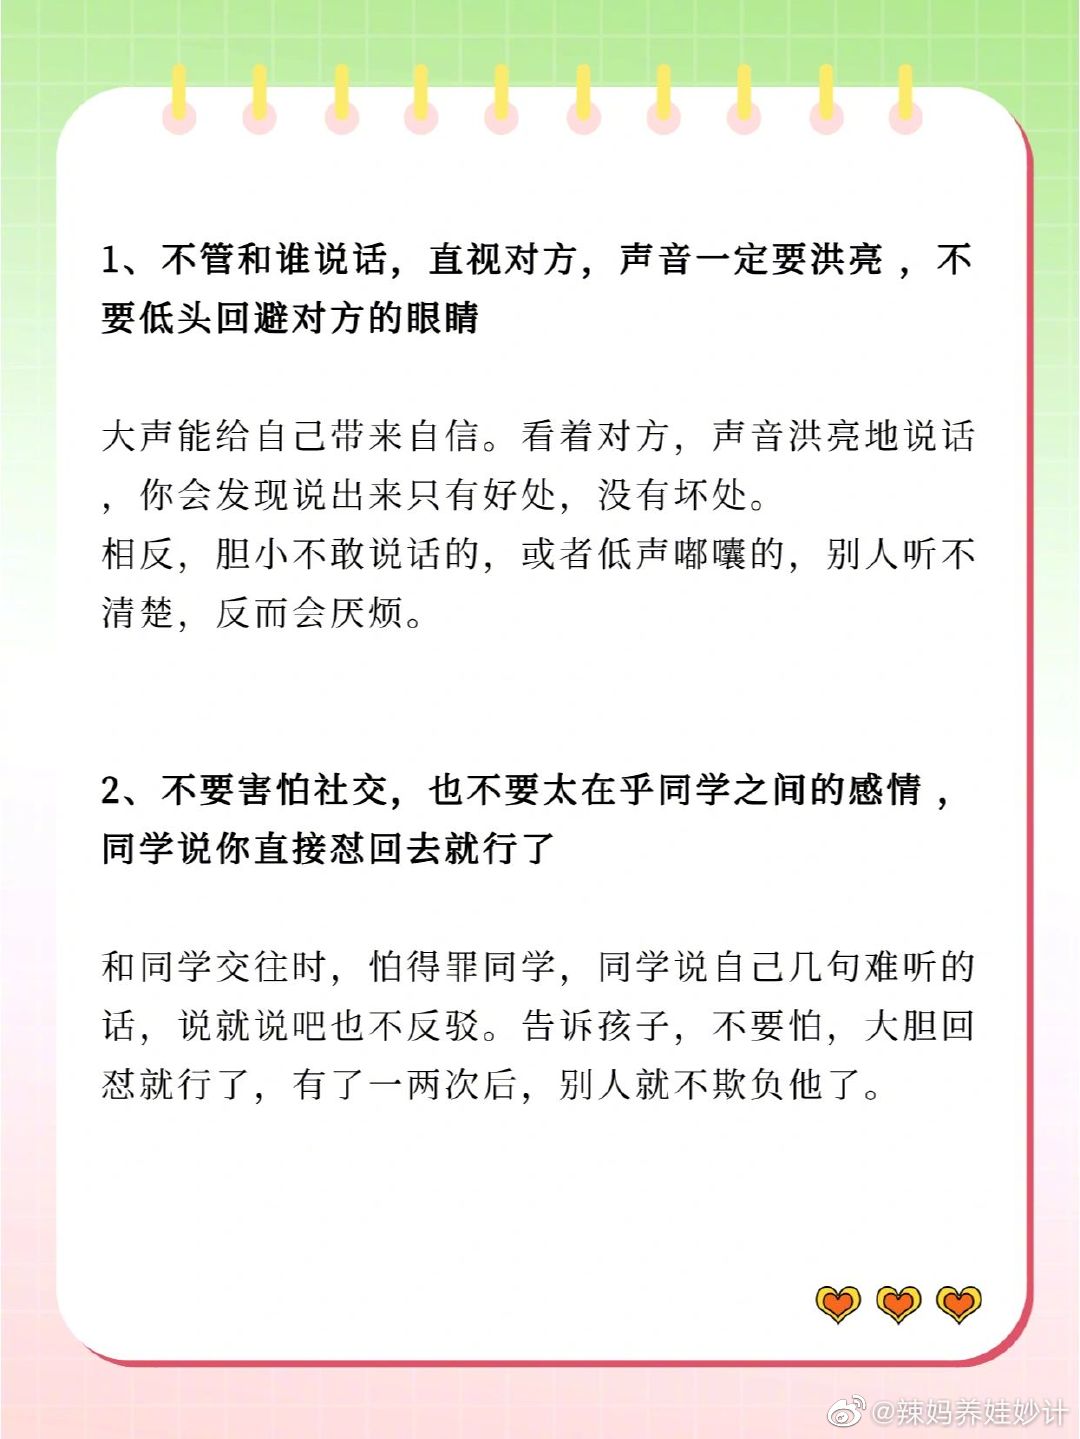 1、不管和谁说话，直视对方，声音一定要洪亮 ，不
要低头回避对方的眼睛
大声能给自己带来自信。看着对方，声音洪亮地说话
，你会发现说出来只有好处，没有坏处。
相反，胆小不敢说话的，或者低声嘟囔的，别人听不
清楚，反而会厌烦。
2、不要害怕社交，也不要太在乎同学之间的感情 ，
同学说你直接怼回去就行了
和同学交往时，怕得罪同学，同学说自己几句难听的
话，说就说吧也不反驳。告诉孩子，不要怕，大胆回
怼就行了，有了一两次后，别人就不欺负他了。
@辣妈养娃妙计